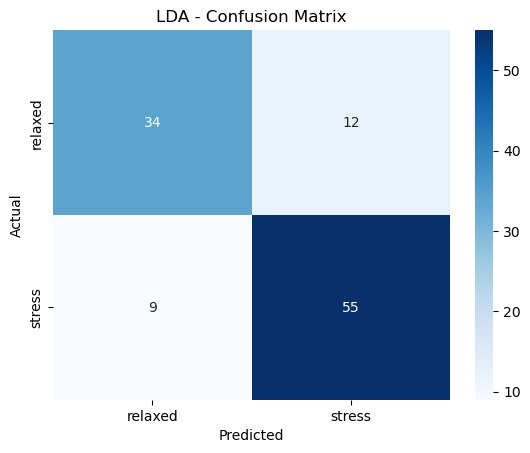 LDA - Confusion Matrix
relaxed
34
12
50
40
30
20
10
Actual
stress
9
55
relaxed
stress
Predicted